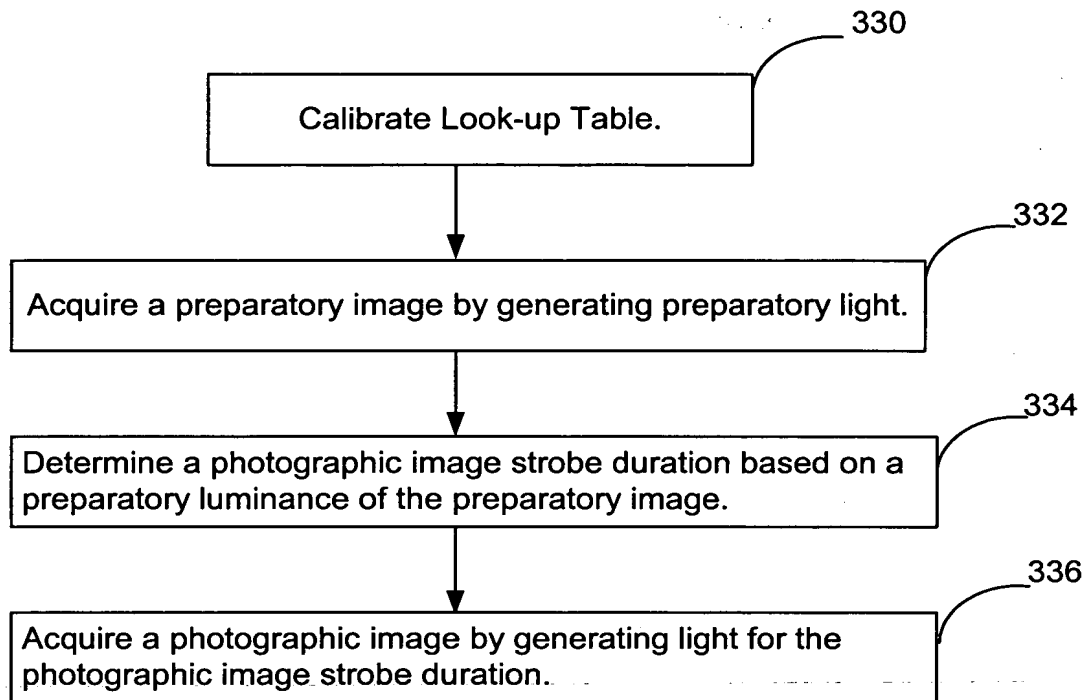 330
Calibrate Look-up Table.
332
Acquire a preparatory image by generating preparatory light.
334
Determine a photographic image strobe duration based on a
preparatory luminance of the preparatory image.
336
Acquire a photographic image by generating light for the
photographic image strobe duration.